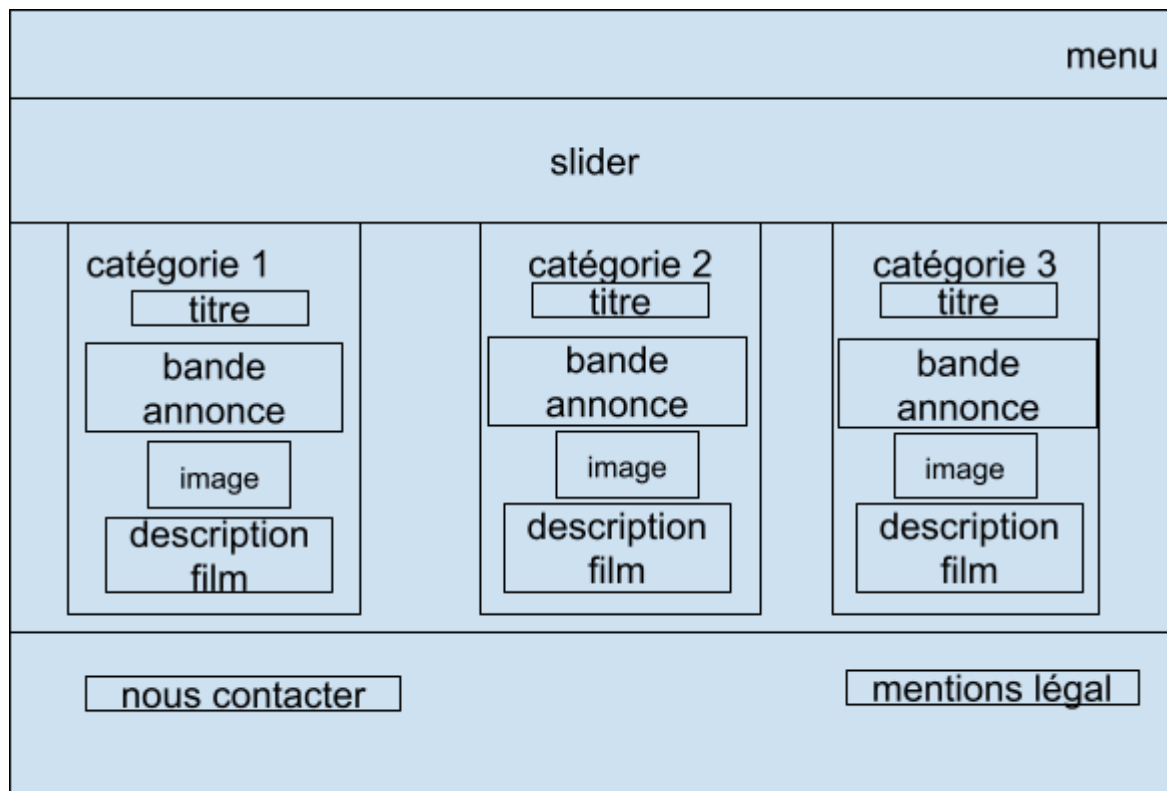 menu
slider
catégorie 1
titre
bande
annonce
image
description
film
catégorie 2
titre
bande
annonce
image
description
film
catégorie 3
titre
bande
annonce
image
description
film
nous contacter
mentions légal